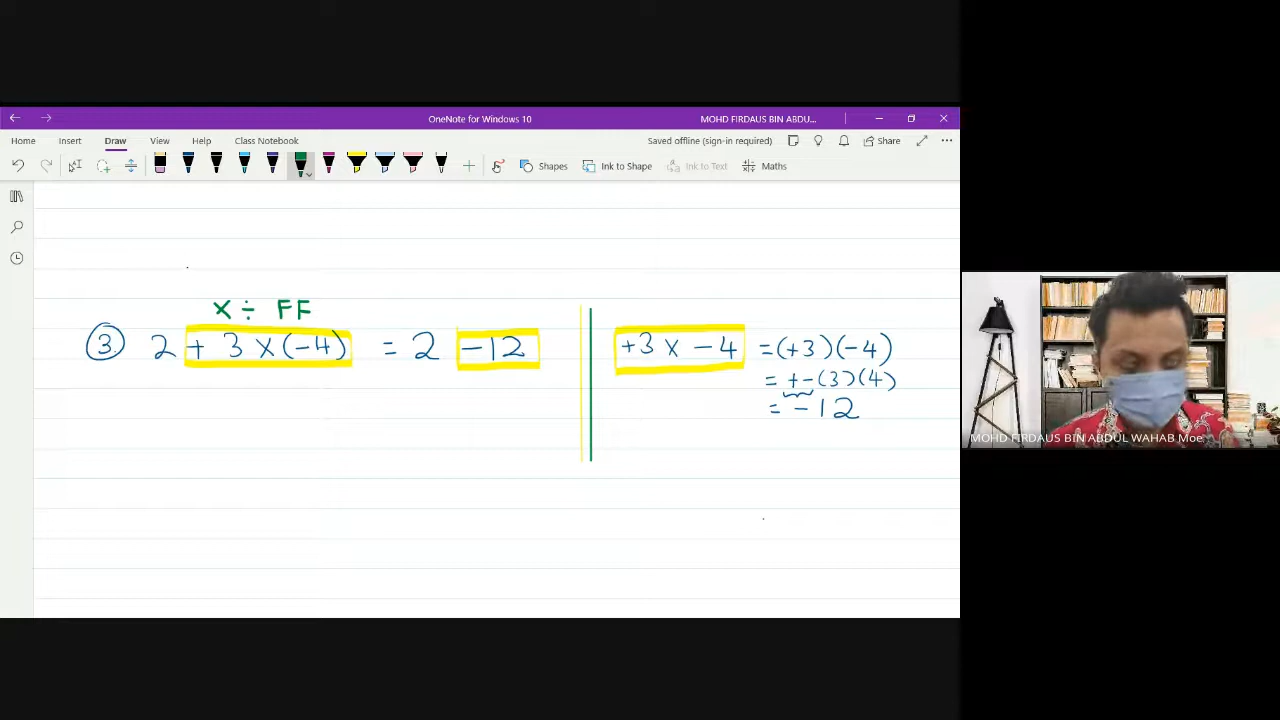 OneNote for Windows 10
MOHD FIRDAUS BIN ABDU...
Home Insert Draw View Help Class Notebook
Saved offline (sign-in required)
Share
Shapes
Ink to Shape
Ink to Text
Maths
× ÷ FF
③ 2 + 3 × (-4) = 2 -12
+3 × -4 = (+3)(-4)
= +-(3)(4)
= -12
MOHD FIRDAUS BIN ABDUL WAHAB Moe